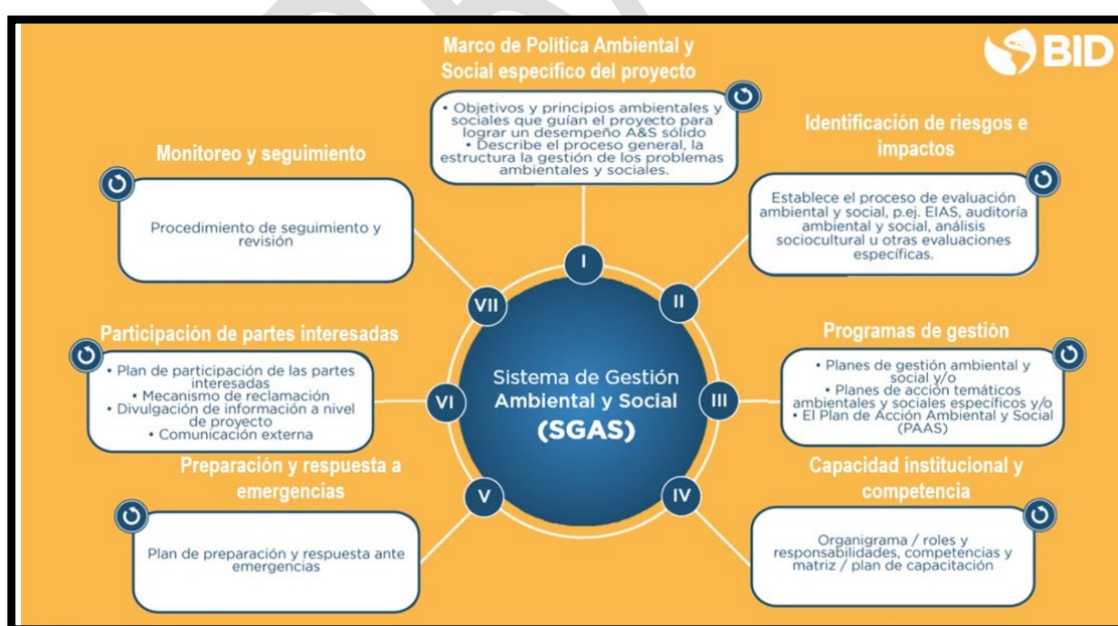 BID
Marco de Política Ambiental y
Social específico del proyecto
• Objetivos y principios ambientales y
sociales que guían el proyecto para
lograr un desempeño A&S sólido
• Describe el proceso general, la
estructura la gestión de los problemas
ambientales y sociales.
Identificación de riesgos e
impactos
Establece el proceso de evaluación
ambiental y social, p.ej. EIAS, auditoría
ambiental y social, análisis
sociocultural u otras evaluaciones
específicas.
Programas de gestión
• Planes de gestión ambiental y
social y/o
• Planes de acción temáticos
ambientales y sociales específicos y/o
• El Plan de Acción Ambiental y Social
(PAAS)
Capacidad institucional y
competencia
Organigrama / roles y
responsabilidades, competencias y
matriz / plan de capacitación
Preparación y respuesta a
emergencias
Plan de preparación y respuesta ante
emergencias
Participación de partes interesadas
• Plan de participación de las partes
interesadas
• Mecanismo de reclamación
• Divulgación de información a nivel
de proyecto
• Comunicación externa
Monitoreo y seguimiento
Procedimiento de seguimiento y
revisión
I
II
III
IV
V
VI
VII
Sistema de Gestión
Ambiental y Social
(SGAS)